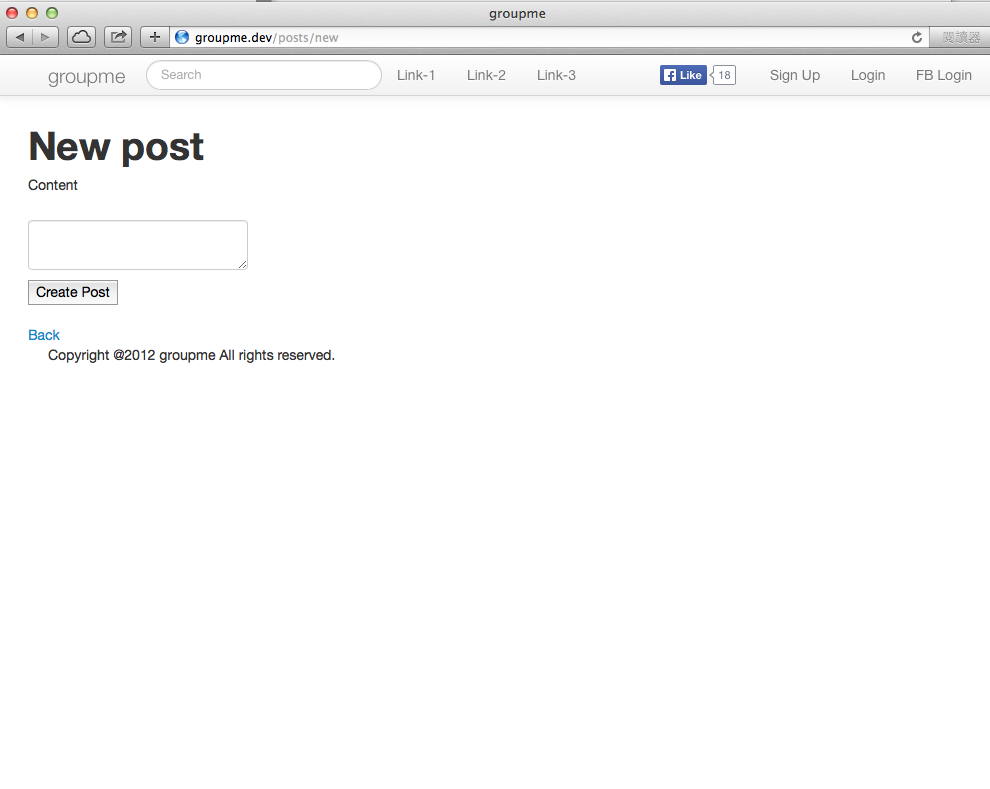 groupme
groupme.dev/posts/new 閱讀器
groupme Search Link-1 Link-2 Link-3 Like 18 Sign Up Login FB Login
New post
Content
Create Post
Back
Copyright @2012 groupme All rights reserved.